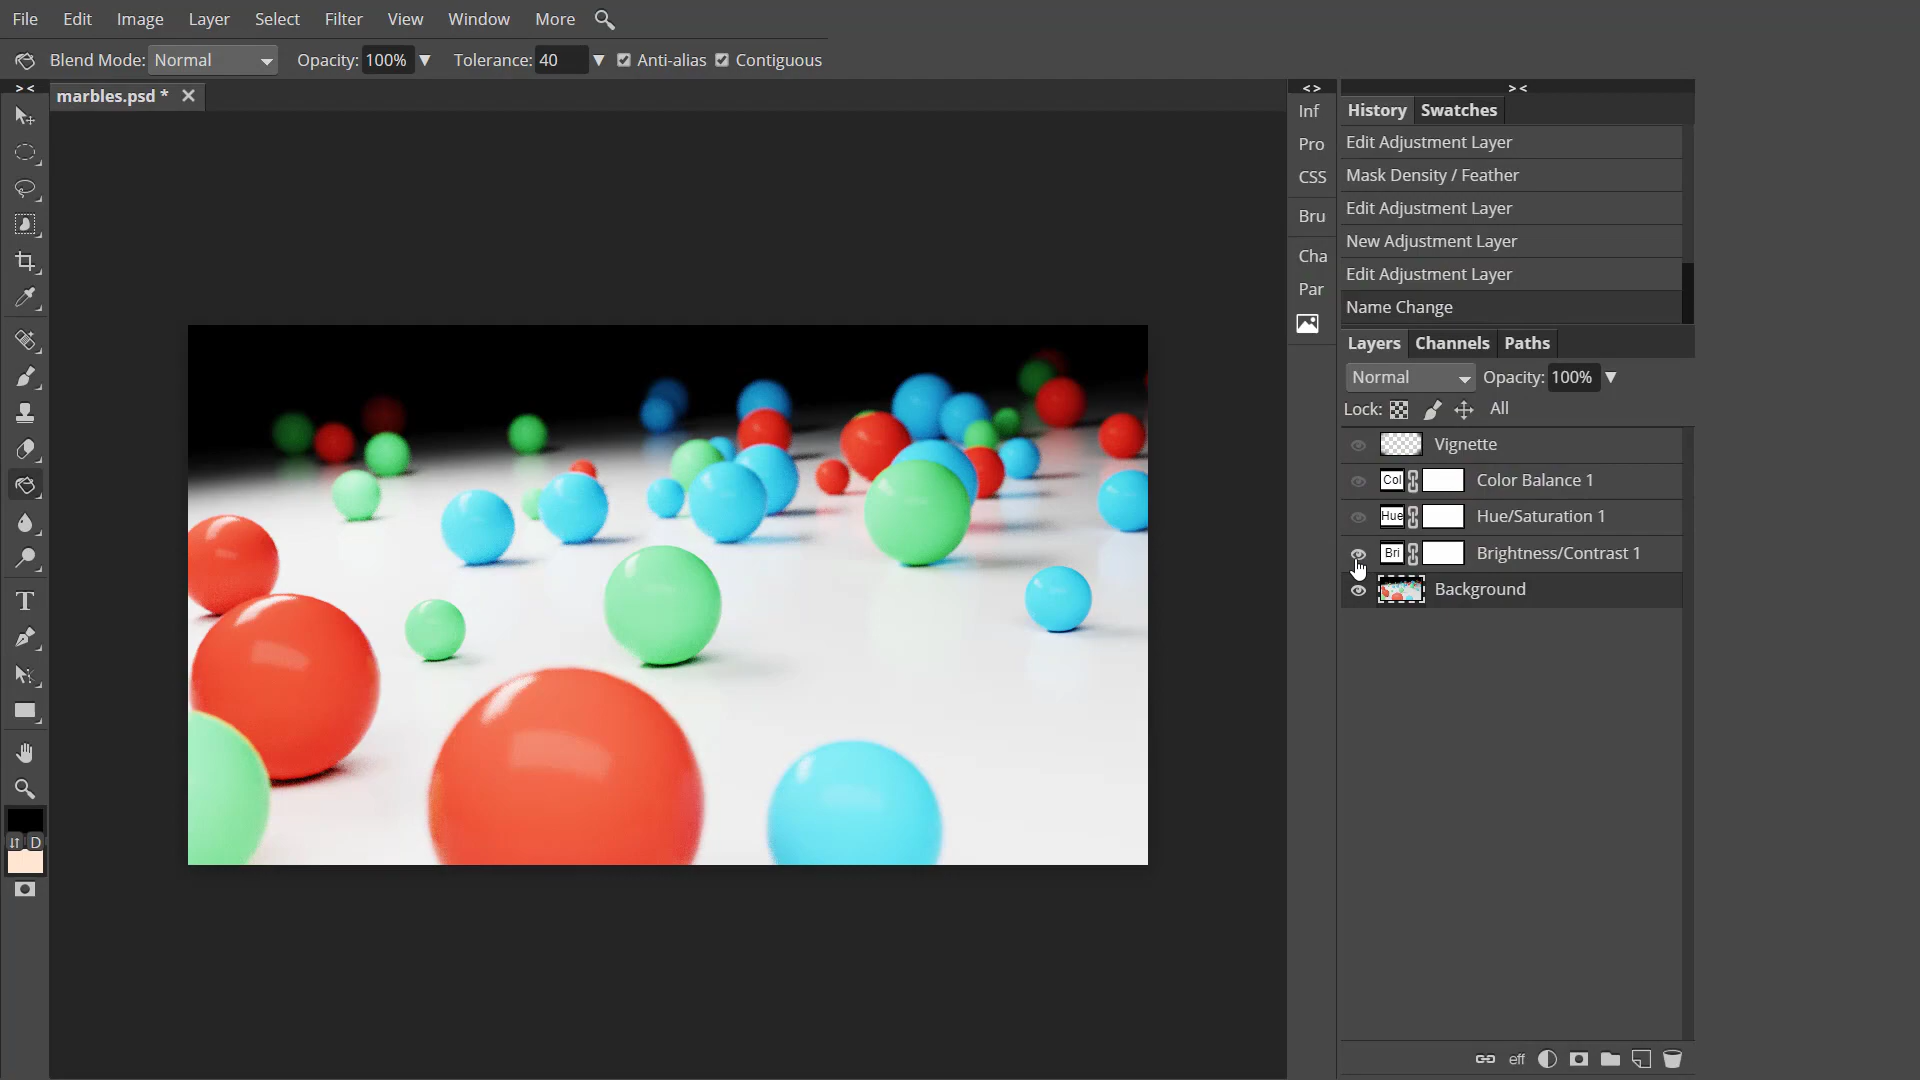 File Edit Image Layer Select Filter View Window More
Blend Mode: Normal Opacity: 100% Tolerance: 40 Anti-alias Contiguous
> <
< >
> <
marbles.psd *
Inf
Pro
CSS
Bru
Cha
Par
History Swatches
Edit Adjustment Layer
Mask Density / Feather
Edit Adjustment Layer
New Adjustment Layer
Edit Adjustment Layer
Name Change
Layers Channels Paths
Normal Opacity: 100%
Lock: All
Vignette
Col Color Balance 1
Hue Hue/Saturation 1
Bri Brightness/Contrast 1
Background
T
D
eff